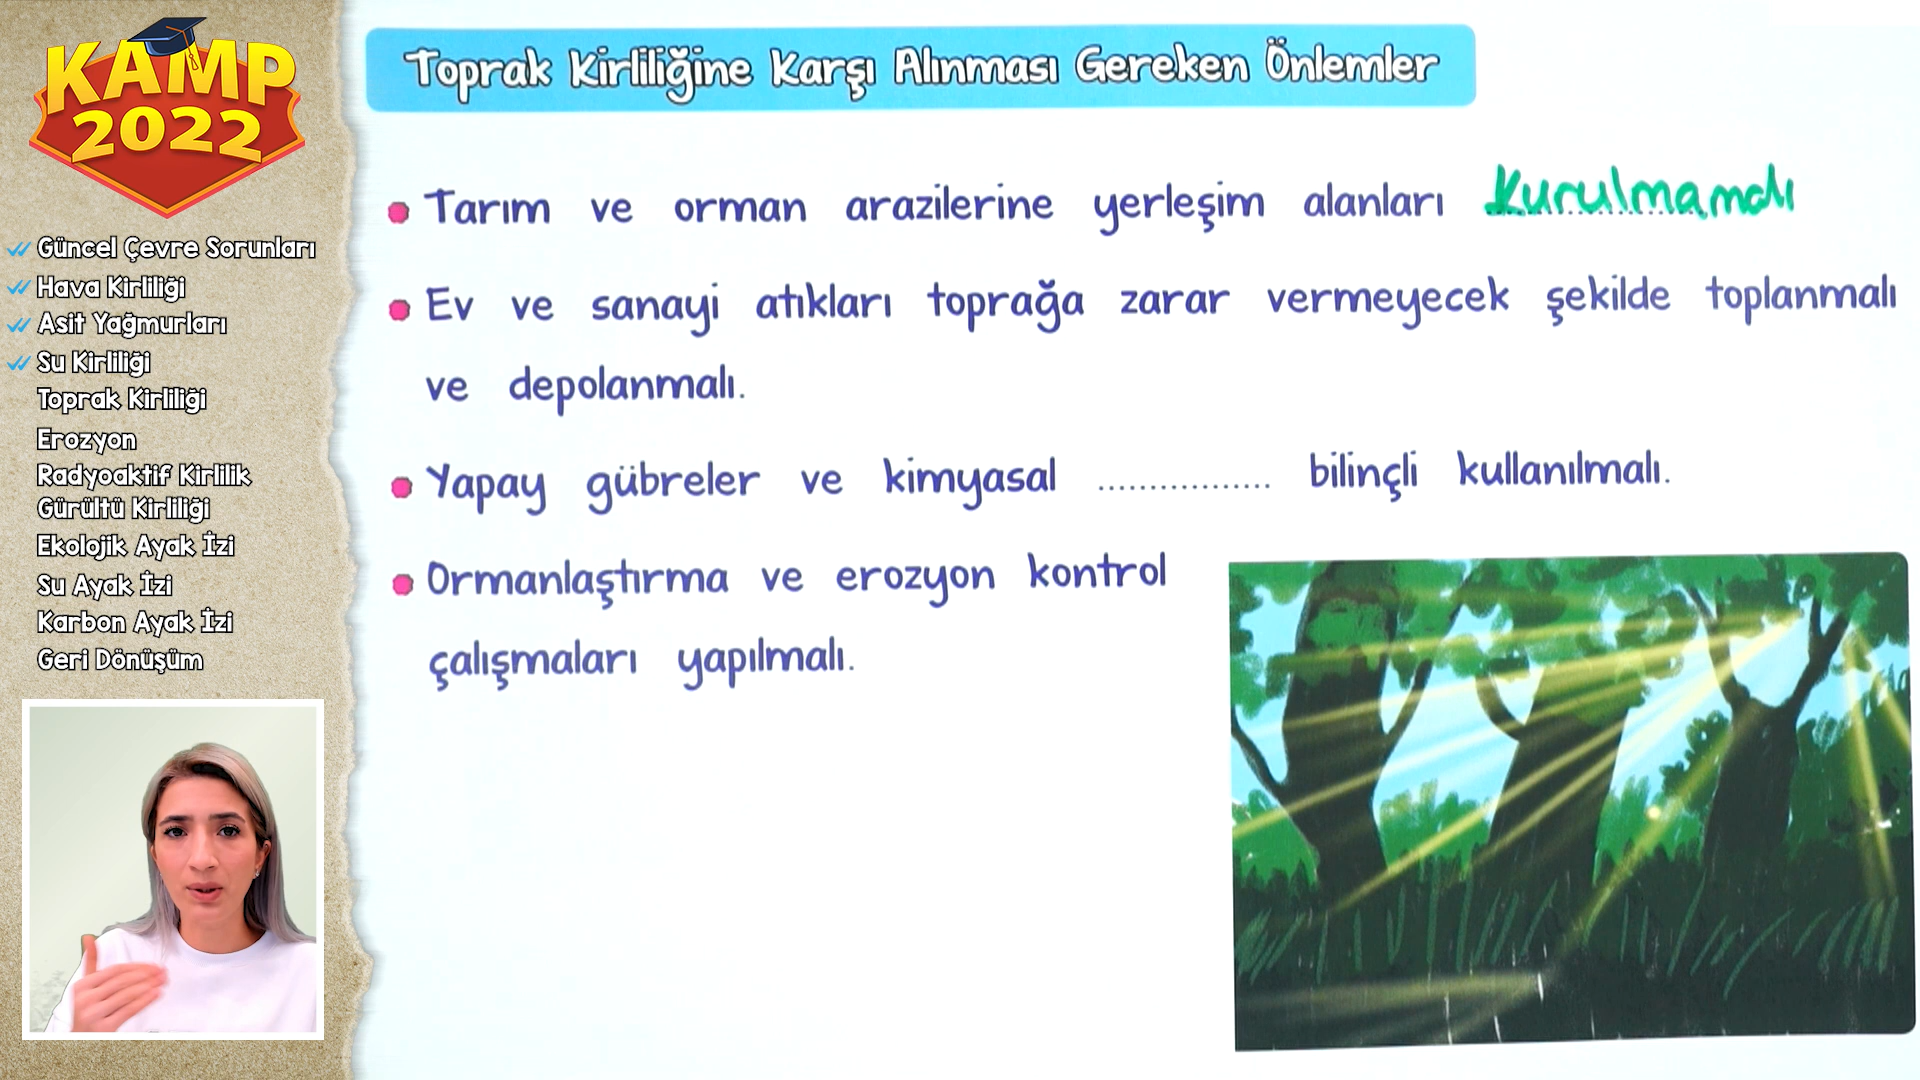 KAMP
2022
Güncel Çevre Sorunları
Hava Kirliliği
Asit Yağmurları
Su Kirliliği
Toprak Kirliliği
Erozyon
Radyoaktif Kirlilik
Gürültü Kirliliği
Ekolojik Ayak İzi
Su Ayak İzi
Karbon Ayak İzi
Geri Dönüşüm
Toprak Kirliliğine Karşı Alınması Gereken Önlemler
Tarım ve orman arazilerine yerleşim alanları kurulmamalı
Ev ve sanayi atıkları toprağa zarar vermeyecek şekilde toplanmalı
ve depolanmalı.
Yapay gübreler ve kimyasal ................. bilinçli kullanılmalı.
Ormanlaştırma ve erozyon kontrol
çalışmaları yapılmalı.